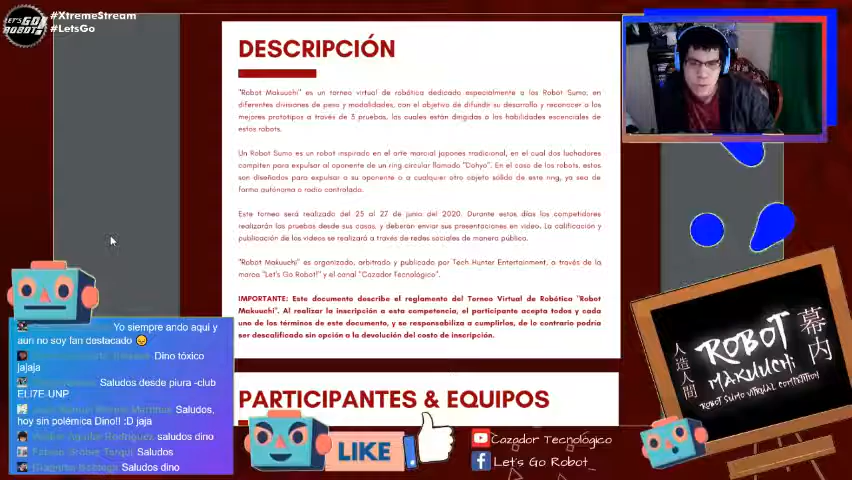 LET'S GO ROBOT!
#XtremeStream
#LetsGo
DESCRIPCIÓN
"Robot Makuuchi" es un torneo virtual de robótica dedicado especialmente a los Robot Sumo, en
diferentes divisiones de peso y modalidades, con el objetivo de difundir su desarrollo y reconocer a los
mejores prototipos a través de 3 pruebas, las cuales están dirigidas a las habilidades escenciales de
estos robots.
Un Robot Sumo es un robot inspirado en el arte marcial japones tradicional, en el cual dos luchadores
compiten para expulsar al oponente de un ring circular llamado "Dohyo". En el caso de los robots, estos
son diseñados para expulsar a su oponente o a cualquier otro objeto sólido de este ring, ya sea de
forma autónoma o radio controlada.
Este torneo será realizado del 25 al 27 de junio del 2020. Durante estos días los competidores
realizarán las pruebas desde sus casas, y deberan enviar sus presentaciones en video. La calificación y
publicación de los videos se realizará a través de redes sociales de manera pública.
"Robot Makuuchi" es organizado, arbitrado y publicado por Tech Hunter Entertainment, a través de la
marca "Let's Go Robot!" y el canal "Cazador Tecnológico".
IMPORTANTE: Este documento describe el reglamento del Torneo Virtual de Robótica "Robot
Makuuchi". Al realizar la inscripción a esta competencia, el participante acepta todos y cada
uno de los términos de este documento, y se responsabiliza a cumplirlos, de lo contrario podría
ser descalificado sin opción a la devolución del costo de inscripción.
PARTICIPANTES & EQUIPOS
Yo siempre ando aqui y
aun no soy fan destacado
Dino tóxico
jajaja
Saludos desde piura -club
ELI7E-UNP
Saludos,
hoy sin polémica Dino!! :D jaja
saludos dino
Saludos
Saludos dino
LIKE
Cazador Tecnológico
Let's Go Robot
ROBOT
MAKUUCHI
ROBOT SUMO VIRTUAL COMPETITION
幕内
人造人間